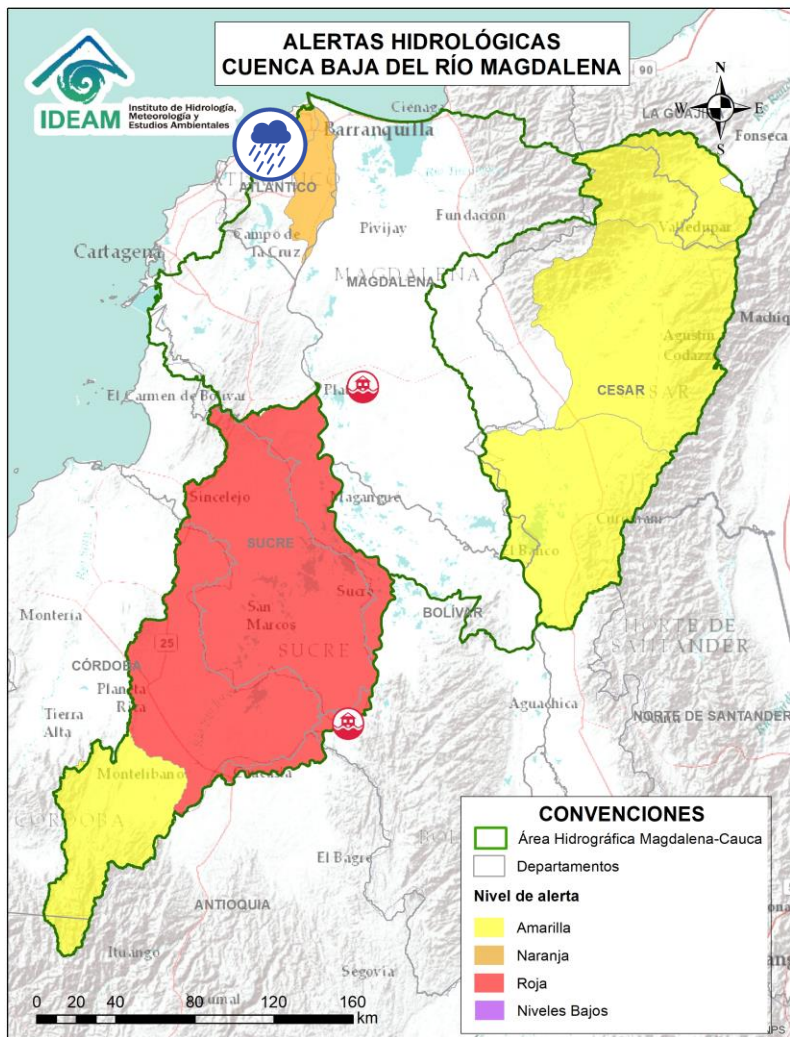 ALERTAS HIDROLÓGICAS
CUENCA BAJA DEL RÍO MAGDALENA
IDEAM
Instituto de Hidrología,
Meteorología y
Estudios Ambientales
N
W
E
S
90
Ciénaga
LA GUAJIRA
Barranquilla
Fonseca
ATLANTICO
Fundación
Pivijay
Valledupar
Campo de
la Cruz
Cartagena
MAGDALENA
MAGDALENA
Machiq
Agustín
Codazzi
El Carmen de Bolívar
CESAR
Sincelejo
Magangué
SUCRE
El Banco
Sucre
BOLÍVAR
Montería
San
Marcos
SUCRE
NORTE DE
SANTANDER
25
CÓRDOBA
Planeta
Rica
Aguachica
NORTE DE SANTANDER
Tierra
Alta
Montelíbano
CÓRDOBA
El Bagre
ANTIOQUIA
Ituango
Segovia
0 20 40 80 120 160
km
CONVENCIONES
Área Hidrográfica Magdalena-Cauca
Departamentos
Nivel de alerta
Amarilla
Naranja
Roja
Niveles Bajos